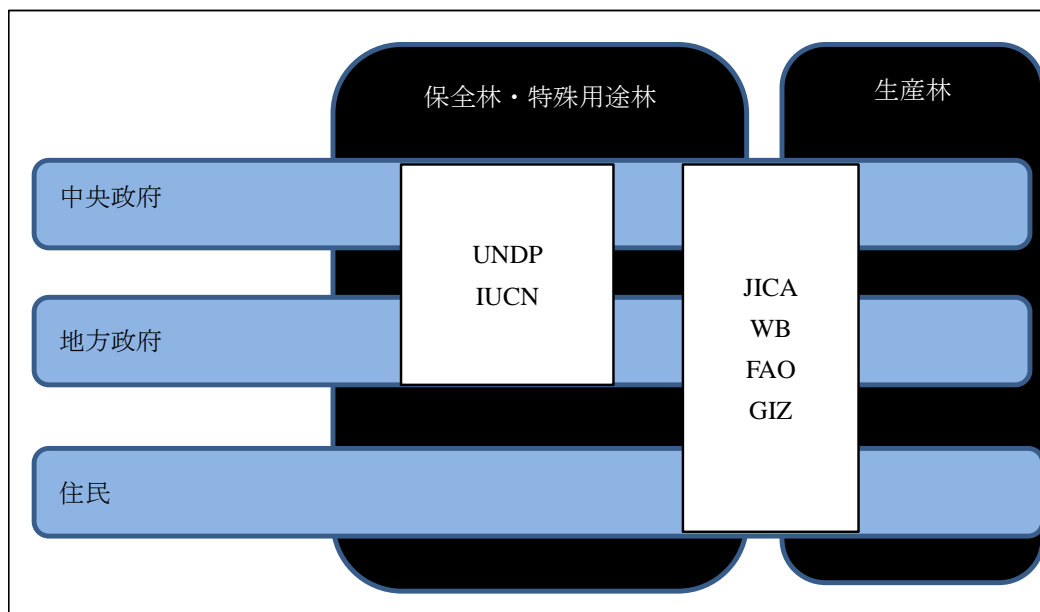 保全林・特殊用途林
生産林
中央政府
UNDP
IUCN
地方政府
JICA
WB
FAO
GIZ
住民